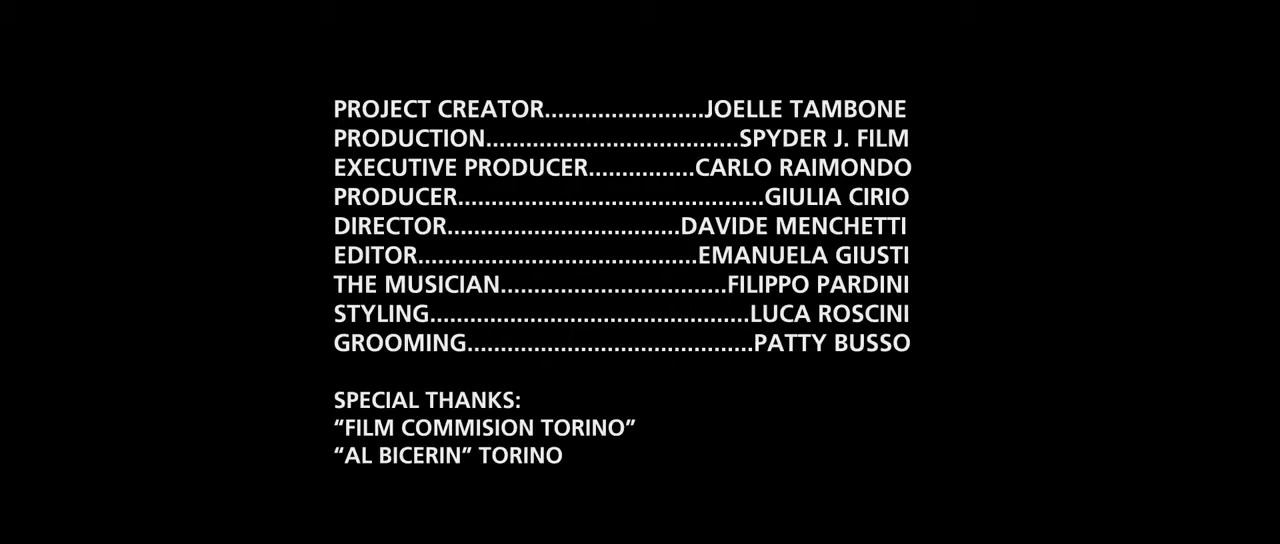 PROJECT CREATOR........................JOELLE TAMBONE
PRODUCTION......................................SPYDER J. FILM
EXECUTIVE PRODUCER................CARLO RAIMONDO
PRODUCER..............................................GIULIA CIRIO
DIRECTOR...................................DAVIDE MENCHETTI
EDITOR..........................................EMANUELA GIUSTI
THE MUSICIAN..................................FILIPPO PARDINI
STYLING................................................LUCA ROSCINI
GROOMING...........................................PATTY BUSSO
SPECIAL THANKS:
“FILM COMMISION TORINO”
“AL BICERIN” TORINO